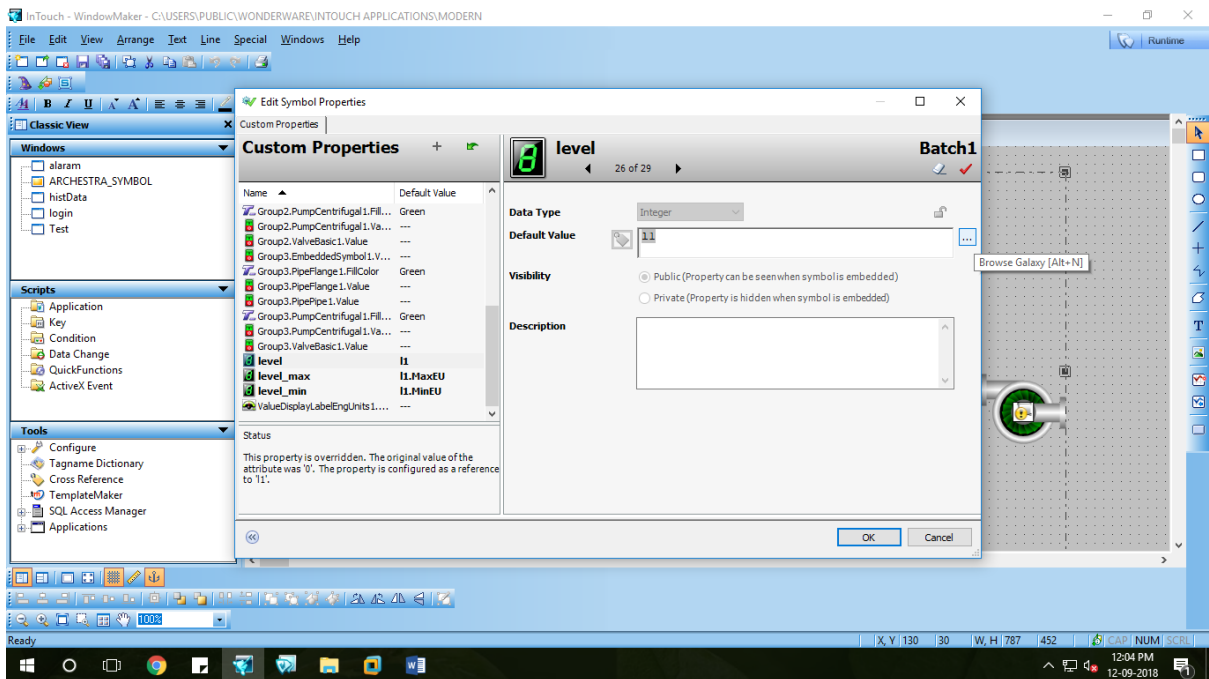 InTouch - WindowMaker - C:\USERS\PUBLIC\WONDERWARE\INTOUCH APPLICATIONS\MODERN
File Edit View Arrange Text Line Special Windows Help
Runtime
B I U A A
Classic View
Windows
alaram
ARCHESTRA_SYMBOL
histData
login
Test
Scripts
Application
Key
Condition
Data Change
QuickFunctions
ActiveX Event
Tools
Configure
Tagname Dictionary
Cross Reference
TemplateMaker
SQL Access Manager
Applications
Edit Symbol Properties
Custom Properties
Custom Properties
Name Default Value
Group2.PumpCentrifugal1.Fill... Green
Group2.PumpCentrifugal1.Va... ---
Group2.ValveBasic1.Value ---
Group3.EmbeddedSymbol1.V... ---
Group3.PipeFlange1.FillColor Green
Group3.PipeFlange1.Value ---
Group3.PipePipe1.Value ---
Group3.PumpCentrifugal1.Fill... Green
Group3.PumpCentrifugal1.Va... ---
Group3.ValveBasic1.Value ---
level l1
level_max l1.MaxEU
level_min l1.MinEU
ValueDisplayLabelEngUnits1.... ---
Status
This property is overridden. The original value of the
attribute was '0'. The property is configured as a reference
to 'l1'.
level Batch1
26 of 29
Data Type Integer
Default Value l1 ...
Browse Galaxy [Alt+N]
Visibility Public (Property can be seen when symbol is embedded)
Private (Property is hidden when symbol is embedded)
Description
OK Cancel
T
100%
Ready
X, Y 130 30 W, H 787 452 CAP NUM SCRL
12:04 PM
12-09-2018